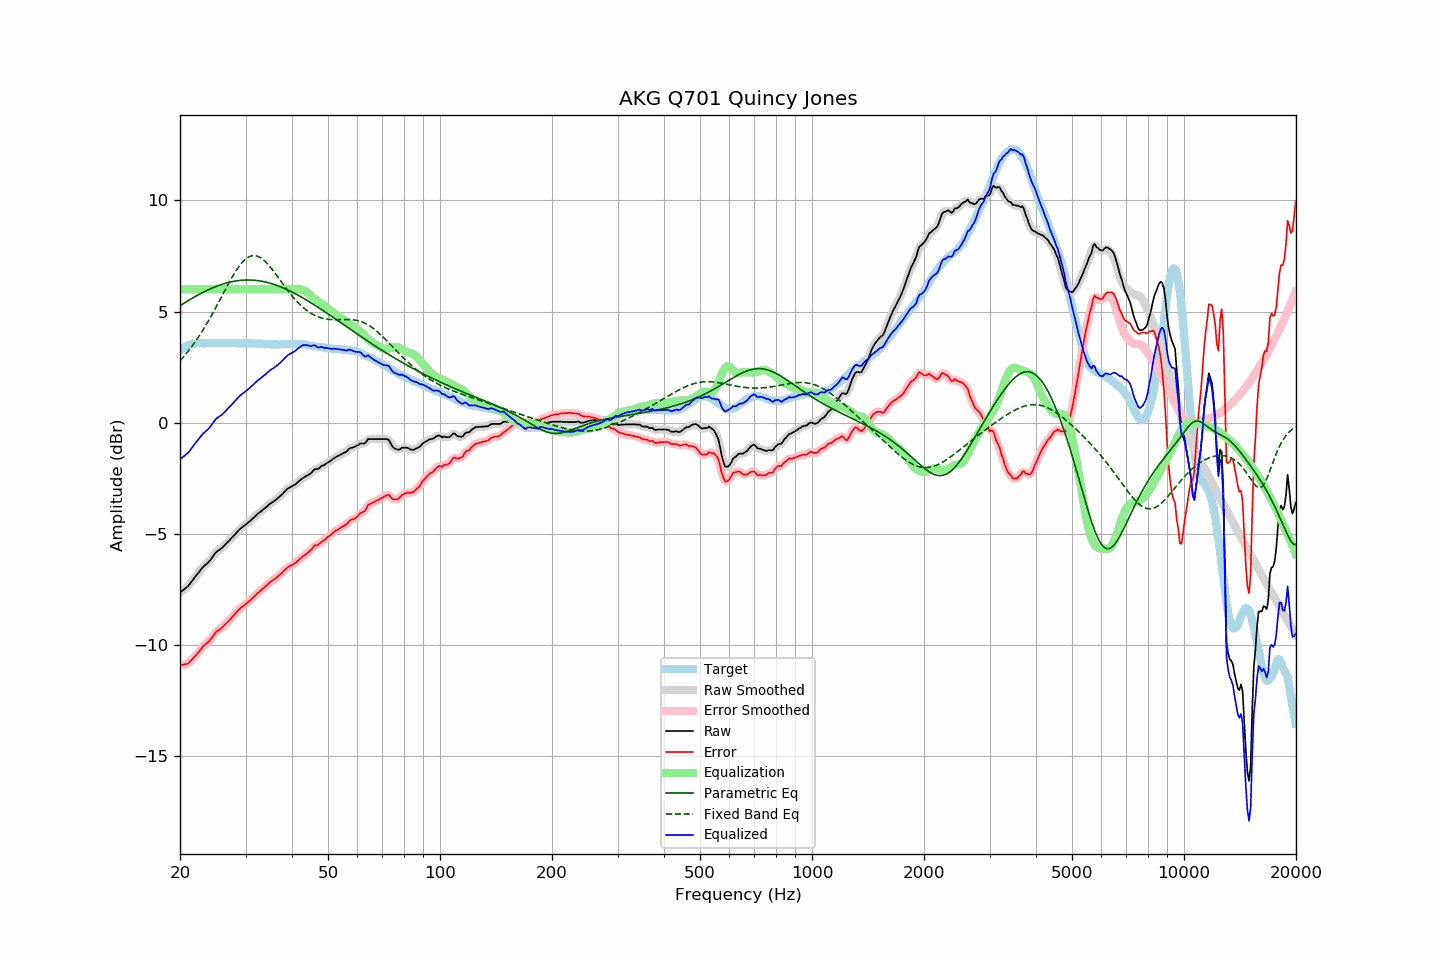 AKG Q701 Quincy Jones
Amplitude (dBr)
10
5
0
−5
−10
−15
Target
Raw Smoothed
Error Smoothed
Raw
Error
Equalization
Parametric Eq
Fixed Band Eq
Equalized
20 50 100 200 500 1000 2000 5000 10000 20000
Frequency (Hz)